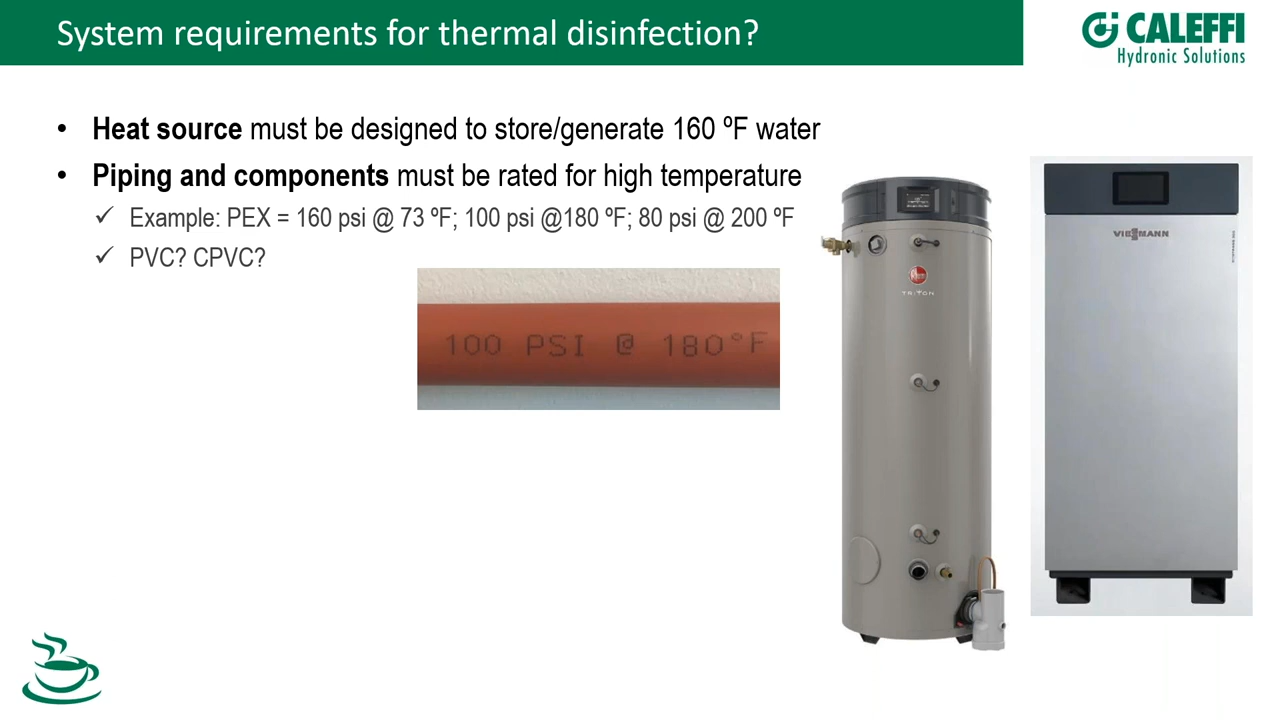 System requirements for thermal disinfection?
CALEFFI
Hydronic Solutions
• Heat source must be designed to store/generate 160 ºF water
• Piping and components must be rated for high temperature
✓ Example: PEX = 160 psi @ 73 ºF; 100 psi @180 ºF; 80 psi @ 200 ºF
✓ PVC? CPVC?
100 PSI @ 180°F
TRITON
VIESMANN